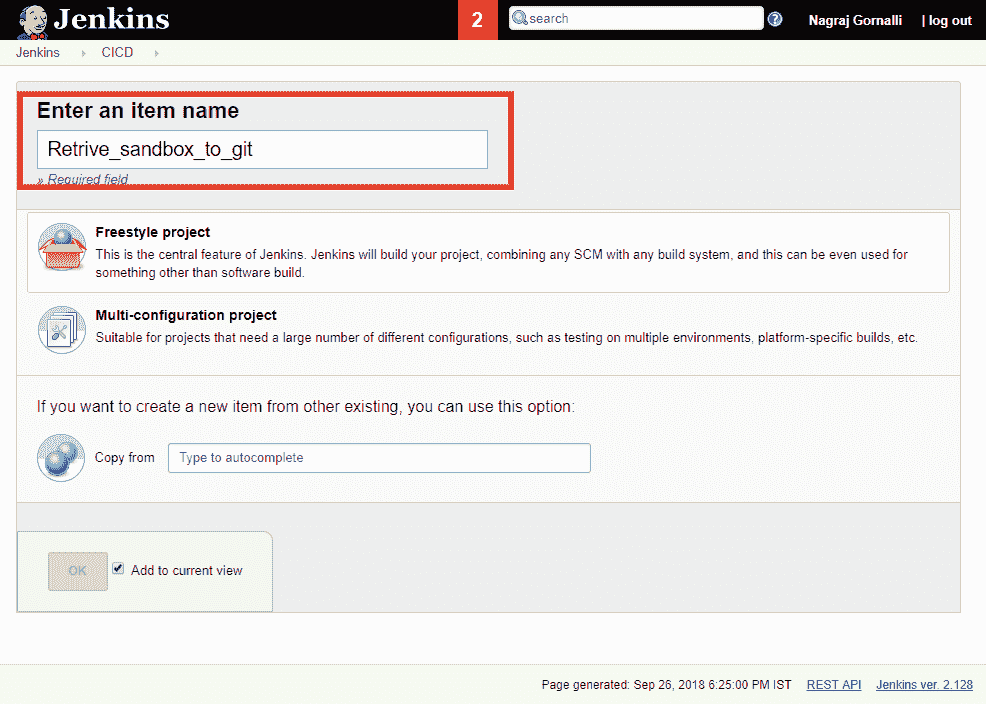 Jenkins
2
search
Nagraj Gornalli
| log out
Jenkins
CICD
Enter an item name
Retrive_sandbox_to_git
» Required field
Freestyle project
This is the central feature of Jenkins. Jenkins will build your project, combining any SCM with any build system, and this can be even used for
something other than software build.
Multi-configuration project
Suitable for projects that need a large number of different configurations, such as testing on multiple environments, platform-specific builds, etc.
If you want to create a new item from other existing, you can use this option:
Copy from
Type to autocomplete
OK
Add to current view
Page generated: Sep 26, 2018 6:25:00 PM IST
REST API
Jenkins ver. 2.128